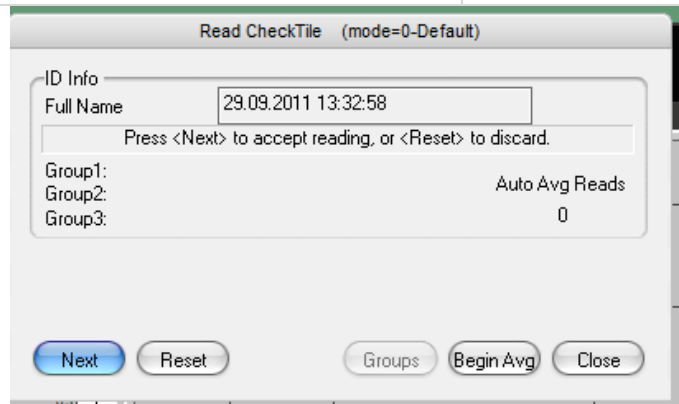 Read CheckTile (mode=0-Default)
ID Info
Full Name 29.09.2011 13:32:58
Press <Next> to accept reading, or <Reset> to discard.
Group1:
Group2:
Group3:
Auto Avg Reads
0
Next Reset Groups Begin Avg Close